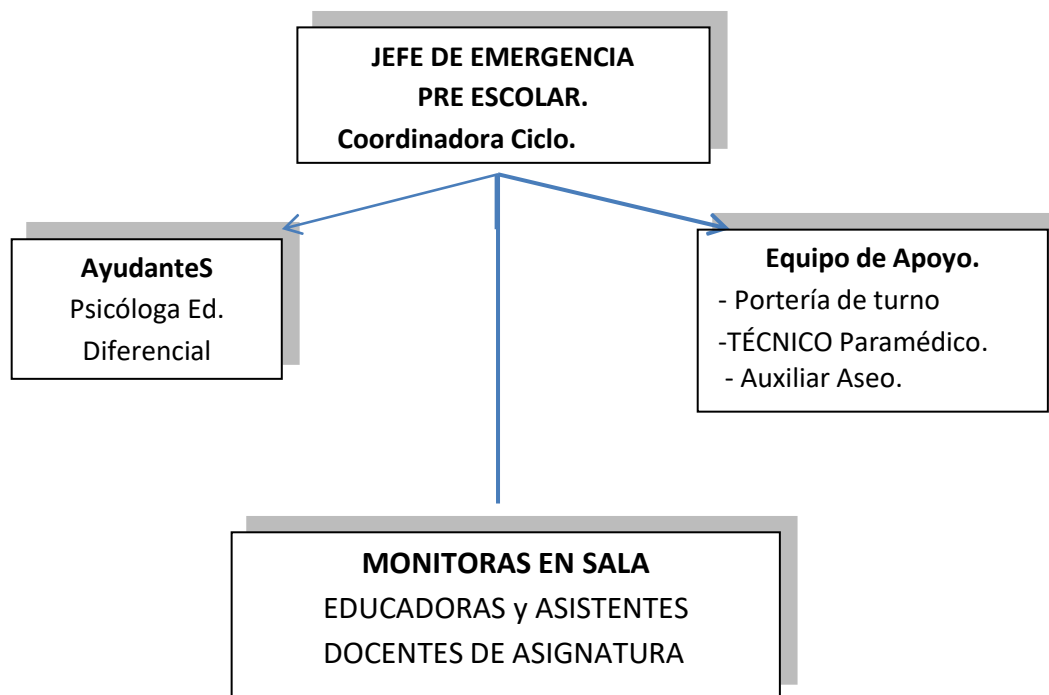 JEFE DE EMERGENCIA
PRE ESCOLAR.
Coordinadora Ciclo.
AyudanteS
Psicóloga Ed.
Diferencial
Equipo de Apoyo.
- Portería de turno
-TÉCNICO Paramédico.
- Auxiliar Aseo.
MONITORAS EN SALA
EDUCADORAS y ASISTENTES
DOCENTES DE ASIGNATURA